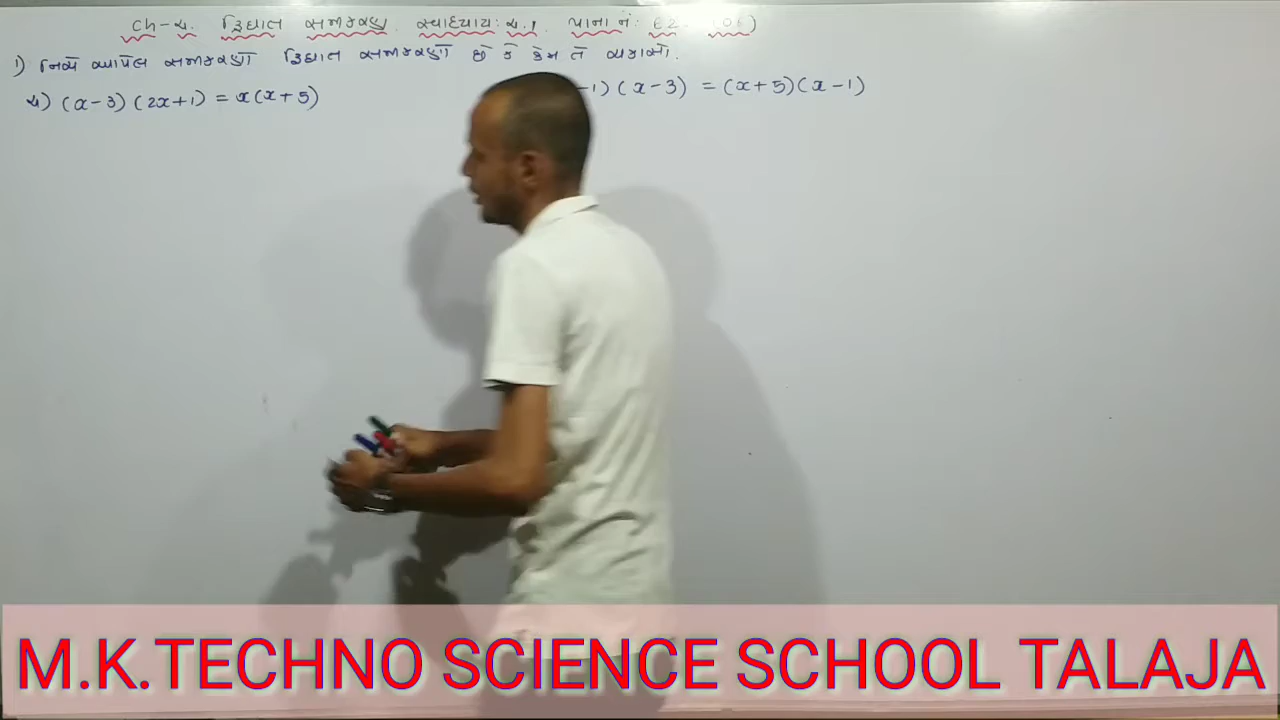 Ch-૪. દ્વિઘાત સમીકરણ સ્વાધ્યાય: ૪.૧ પાના નં: ૬૨.
૧) નિચે આપેલ સમીકરણો દ્વિઘાત સમીકરણો છે કે કેમ તે ચકાસો.
૪) (x-3) (2x+1) = x(x+5)
-1) (x-3) = (x+5)(x-1)
M.K.TECHNO SCIENCE SCHOOL TALAJA